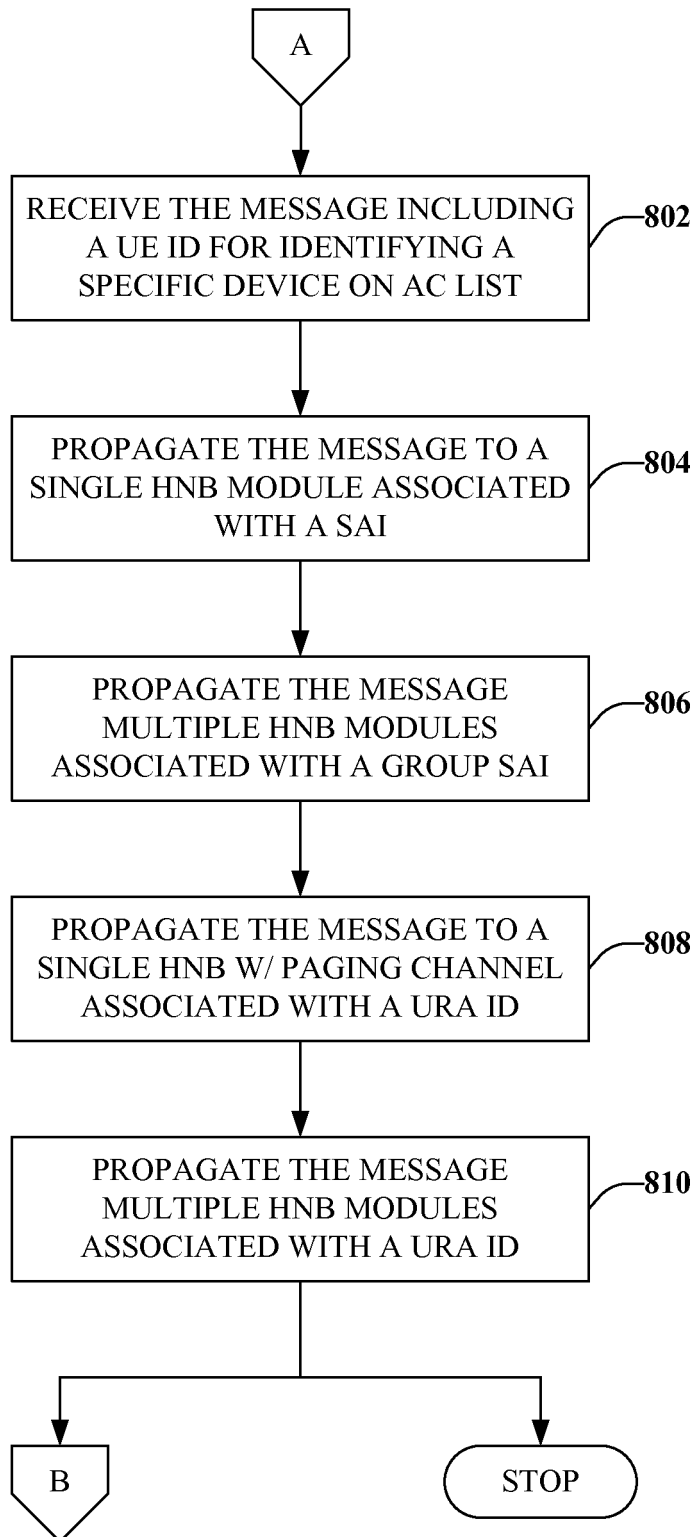 A
RECEIVE THE MESSAGE INCLUDING
A UE ID FOR IDENTIFYING A
SPECIFIC DEVICE ON AC LIST
802
PROPAGATE THE MESSAGE TO A
SINGLE HNB MODULE ASSOCIATED
WITH A SAI
804
PROPAGATE THE MESSAGE
MULTIPLE HNB MODULES
ASSOCIATED WITH A GROUP SAI
806
PROPAGATE THE MESSAGE TO A
SINGLE HNB W/ PAGING CHANNEL
ASSOCIATED WITH A URA ID
808
PROPAGATE THE MESSAGE
MULTIPLE HNB MODULES
ASSOCIATED WITH A URA ID
810
B
STOP